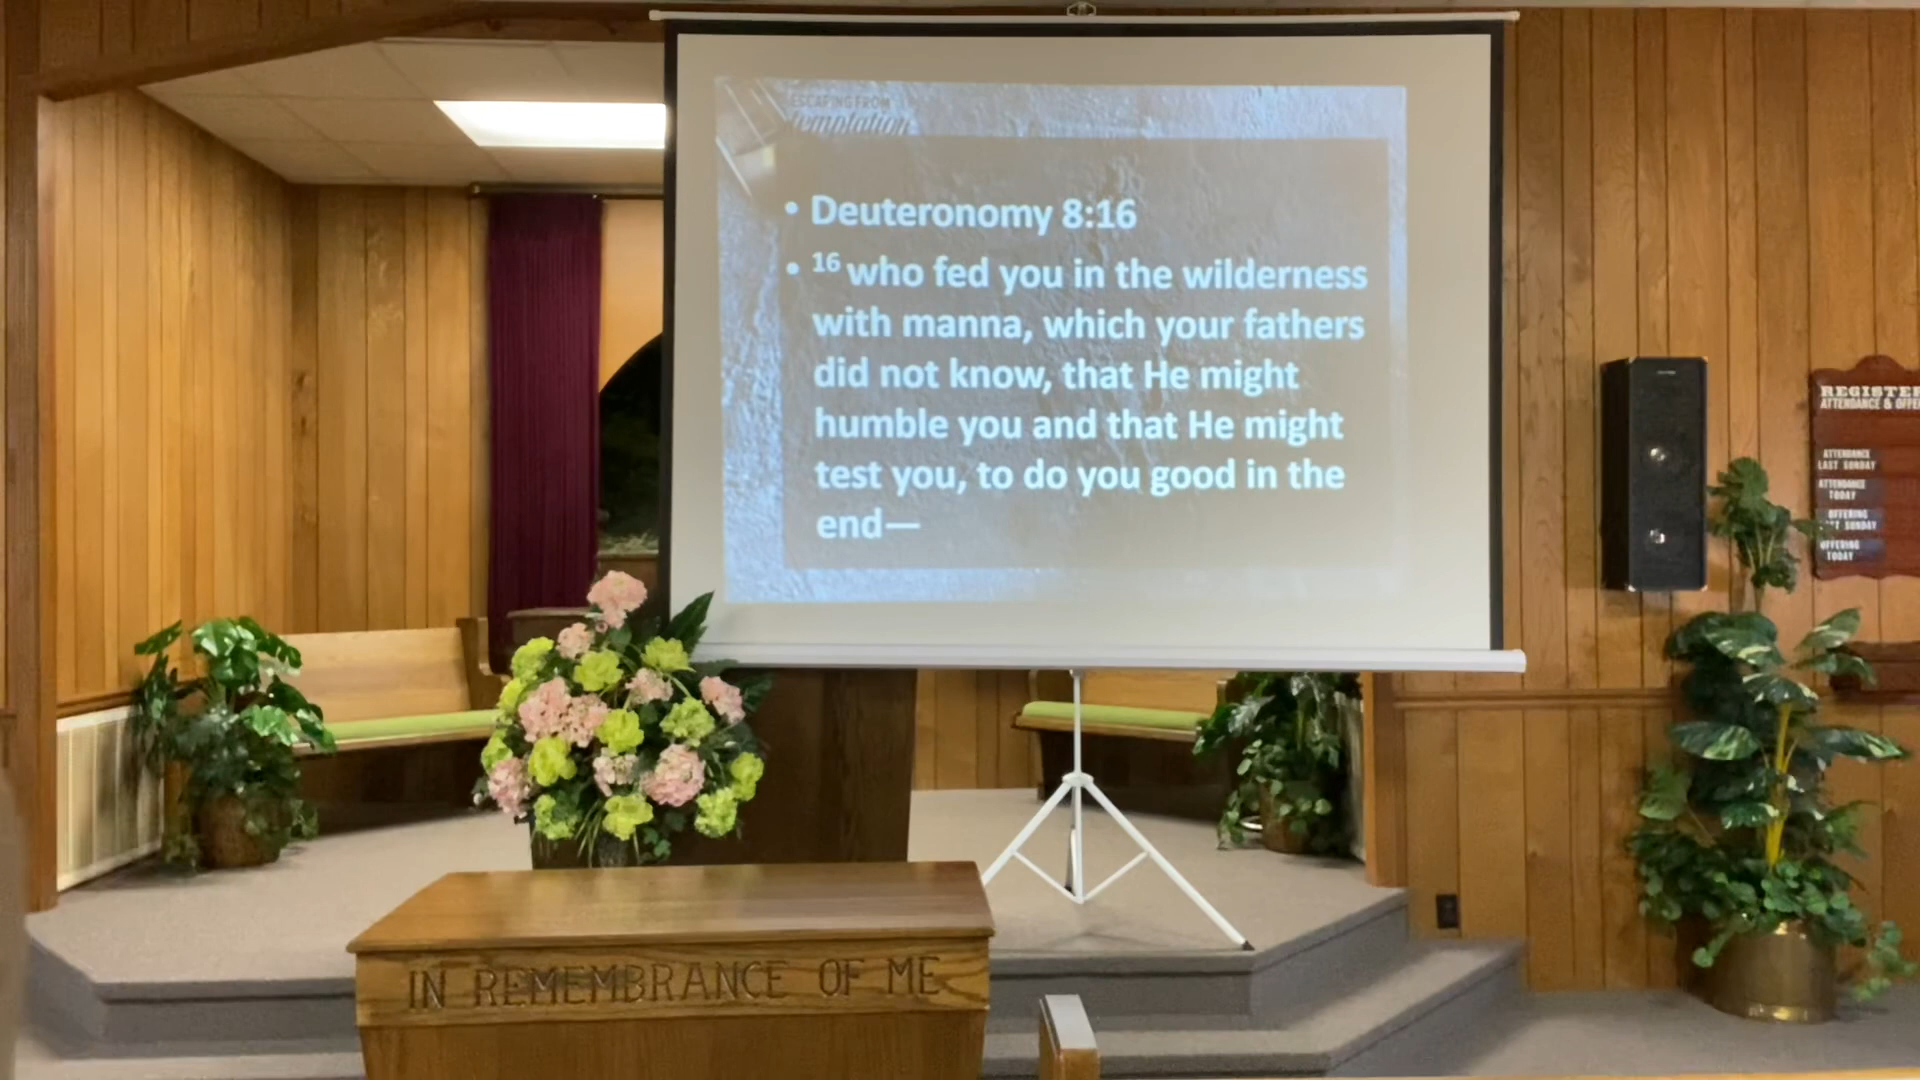 ESCAPING FROM
temptation
• Deuteronomy 8:16
• 16 who fed you in the wilderness
with manna, which your fathers
did not know, that He might
humble you and that He might
test you, to do you good in the
end—
REGISTER
ATTENDANCE & OFFE
ATTENDANCE
LAST SUNDAY
ATTENDANCE
TODAY
OFFERING
LAST SUNDAY
OFFERING
TODAY
IN REMEMBRANCE OF ME